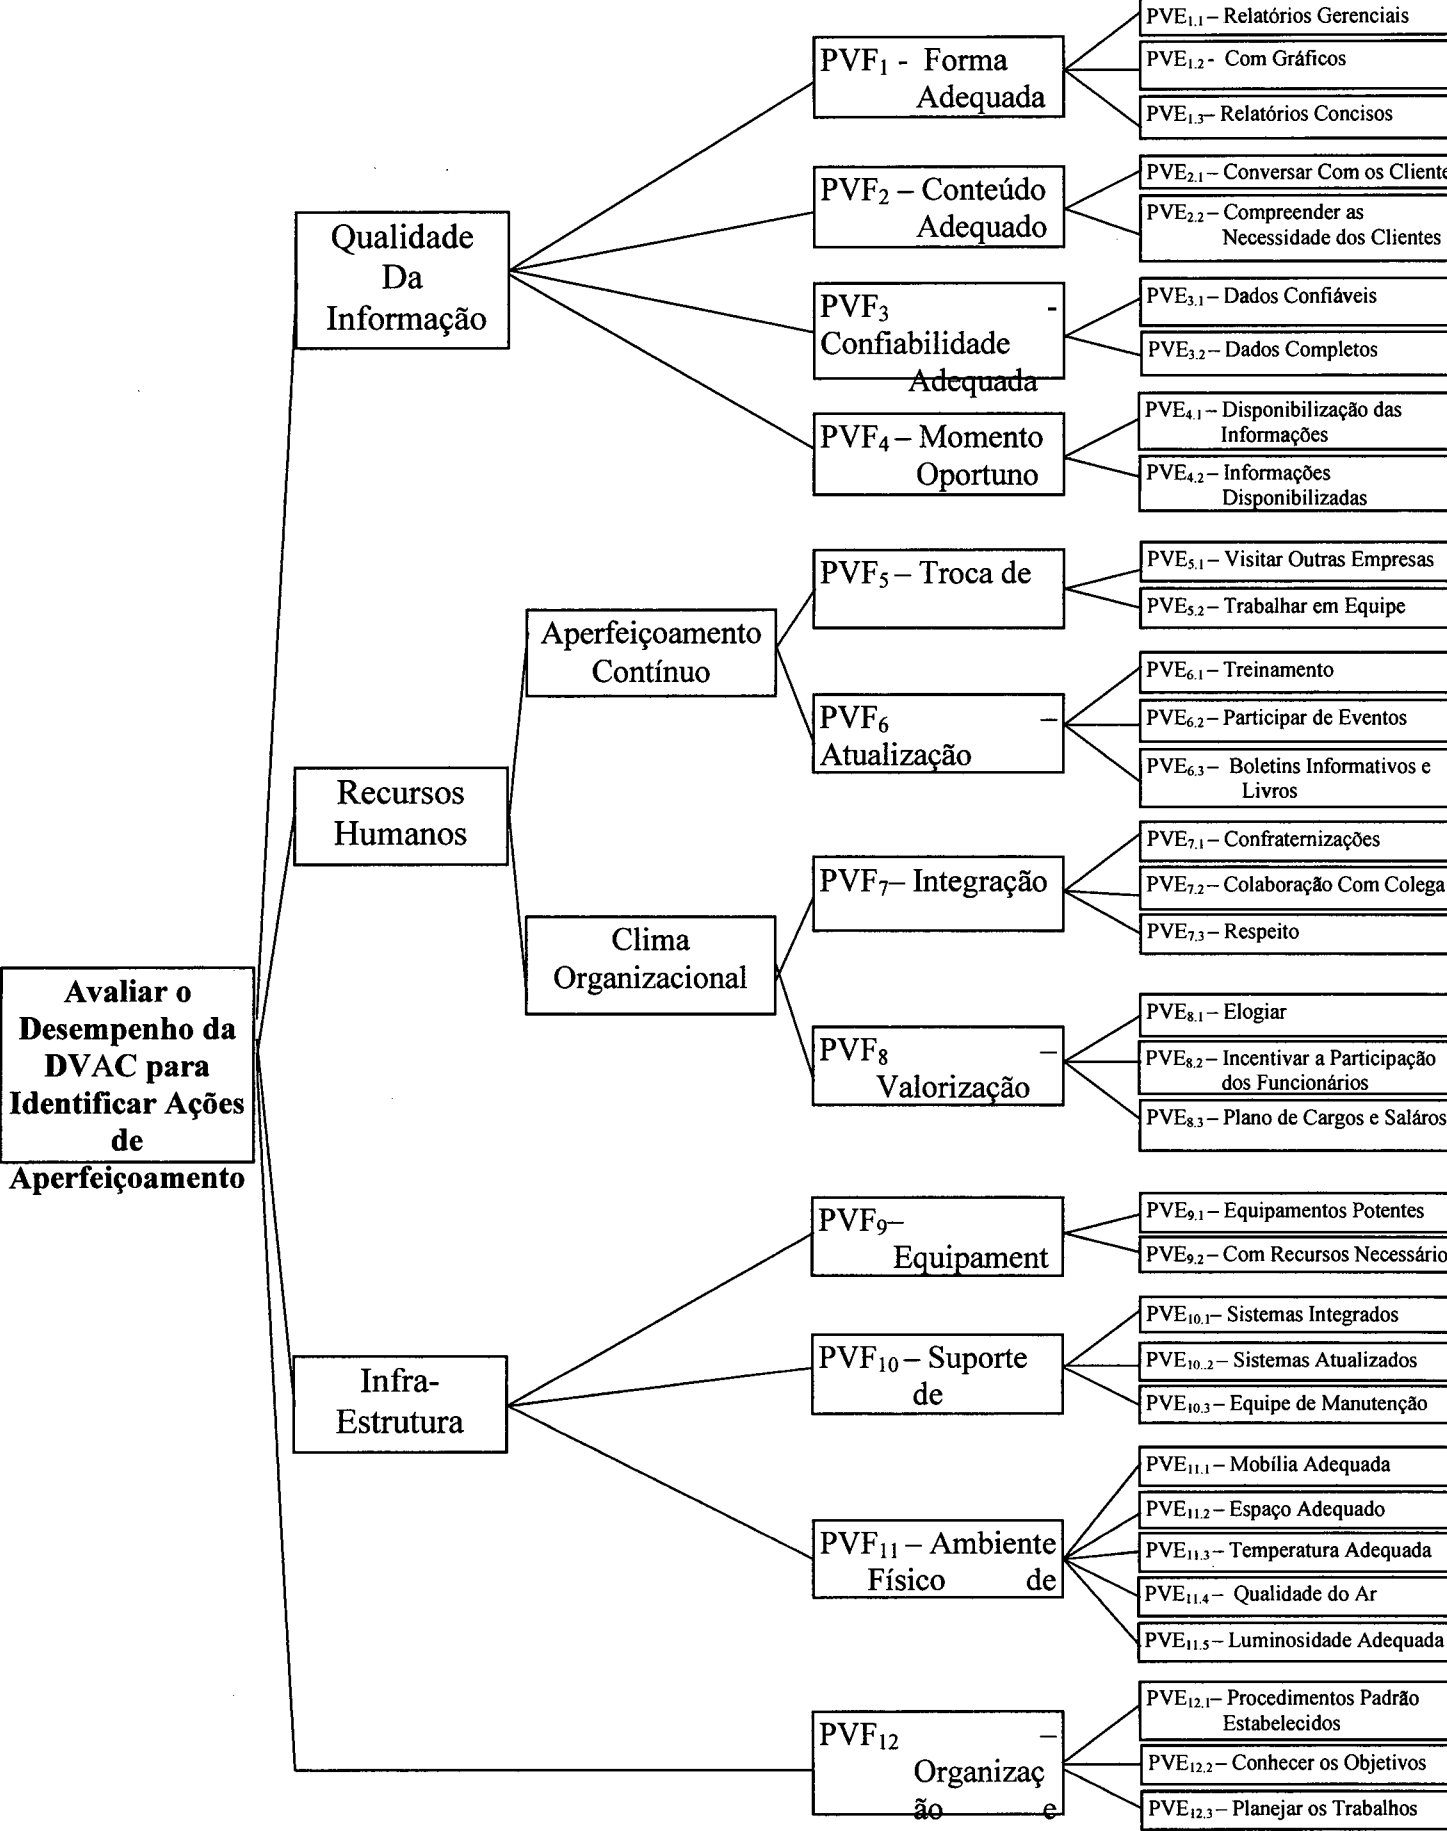 Avaliar o
Desempenho da
DVAC para
Identificar Ações
de
Aperfeiçoamento
Qualidade
Da
Informação
Recursos
Humanos
Infra-
Estrutura
Aperfeiçoamento
Contínuo
Clima
Organizacional
PVF1 - Forma
Adequada
PVF2 – Conteúdo
Adequado
PVF3 -
Confiabilidade
Adequada
PVF4 – Momento
Oportuno
PVF5 – Troca de
PVF6 –
Atualização
PVF7– Integração
PVF8 –
Valorização
PVF9–
Equipament
PVF10 – Suporte
de
PVF11 – Ambiente
Físico de
PVF12 –
Organizaç
ão e
PVE1.1 – Relatórios Gerenciais
PVE1.2 - Com Gráficos
PVE1.3– Relatórios Concisos
PVE2.1 – Conversar Com os Cliente
PVE2.2 – Compreender as
Necessidade dos Clientes
PVE3.1 – Dados Confiáveis
PVE3.2 – Dados Completos
PVE4.1 – Disponibilização das
Informações
PVE4.2 – Informações
Disponibilizadas
PVE5.1 – Visitar Outras Empresas
PVE5.2 – Trabalhar em Equipe
PVE6.1 – Treinamento
PVE6.2 – Participar de Eventos
PVE6.3 – Boletins Informativos e
Livros
PVE7.1 – Confraternizações
PVE7.2 – Colaboração Com Colega
PVE7.3 – Respeito
PVE8.1 – Elogiar
PVE8.2 – Incentivar a Participação
dos Funcionários
PVE8.3 – Plano de Cargos e Saláros
PVE9.1 – Equipamentos Potentes
PVE9.2 – Com Recursos Necessário
PVE10.1– Sistemas Integrados
PVE10..2 – Sistemas Atualizados
PVE10.3 – Equipe de Manutenção
PVE11.1 – Mobília Adequada
PVE11.2 – Espaço Adequado
PVE11.3 – Temperatura Adequada
PVE11.4 – Qualidade do Ar
PVE11.5 – Luminosidade Adequada
PVE12.1– Procedimentos Padrão
Estabelecidos
PVE12.2 – Conhecer os Objetivos
PVE12.3 – Planejar os Trabalhos